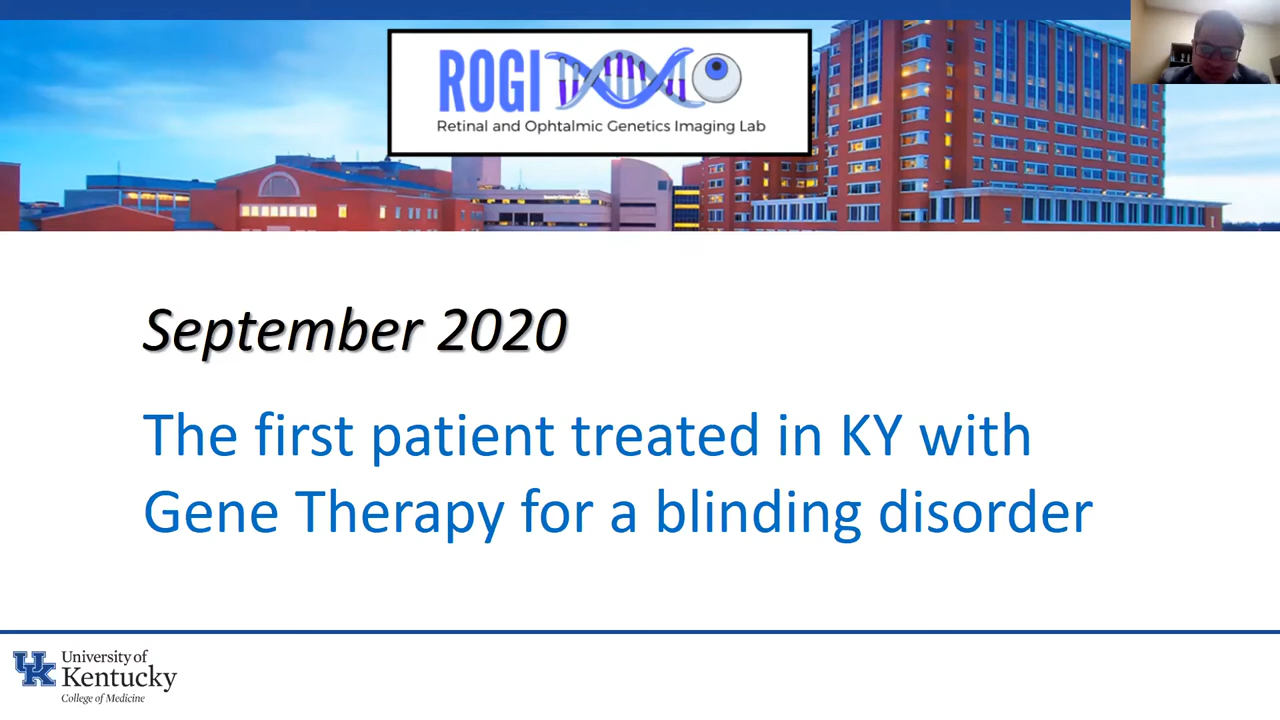 ROGI
Retinal and Ophtalmic Genetics Imaging Lab
September 2020
The first patient treated in KY with
Gene Therapy for a blinding disorder
UK
University of
Kentucky
College of Medicine